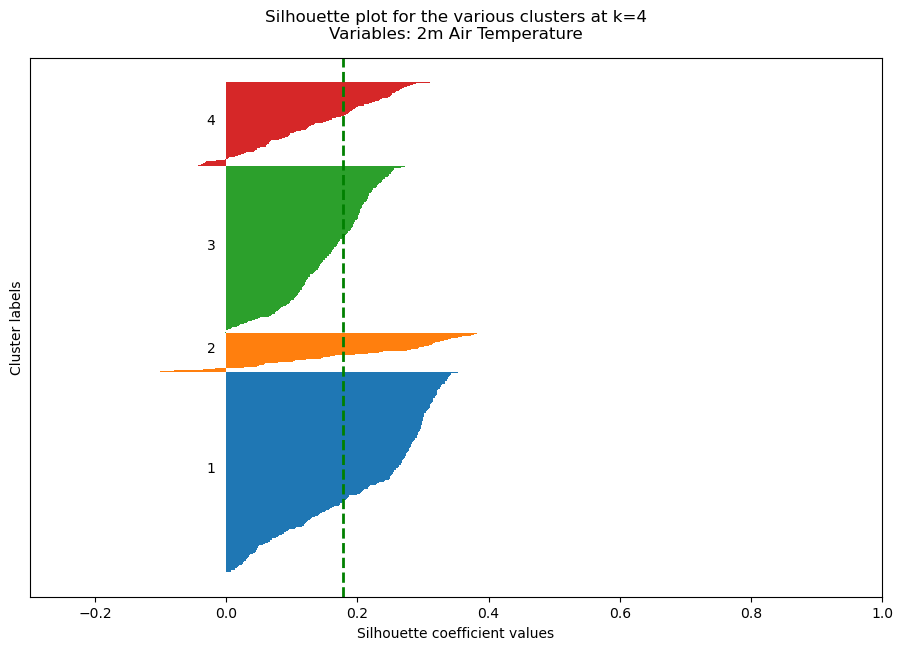 Silhouette plot for the various clusters at k=4
Variables: 2m Air Temperature
Cluster labels
4
3
2
1
−0.2 0.0 0.2 0.4 0.6 0.8 1.0
Silhouette coefficient values